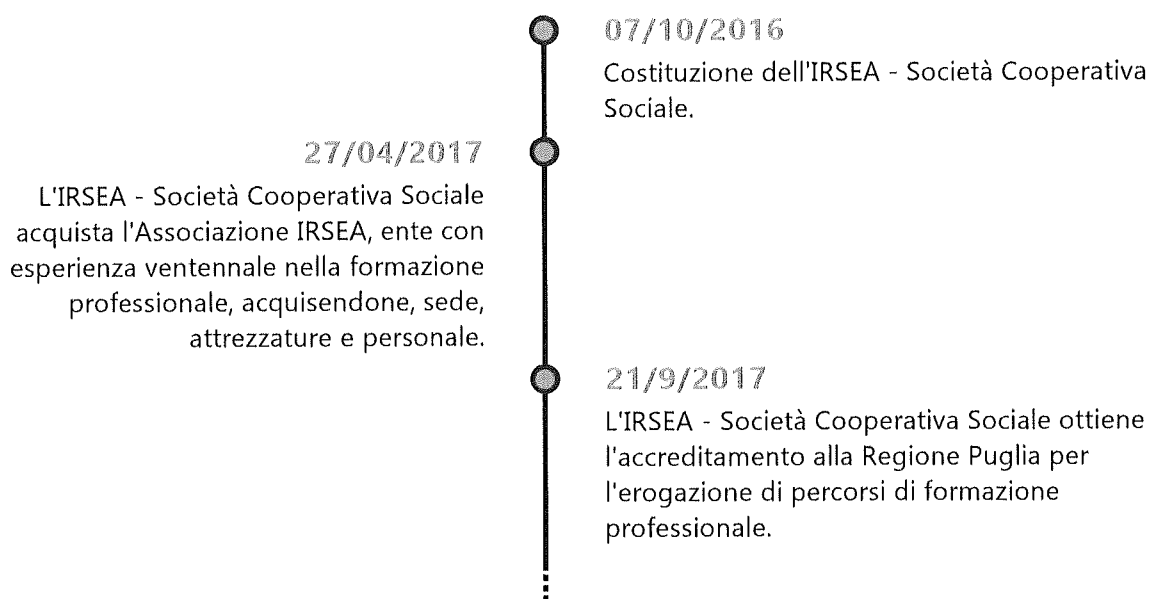 07/10/2016
Costituzione dell'IRSEA - Società Cooperativa
Sociale.
27/04/2017
L'IRSEA - Società Cooperativa Sociale
acquista l'Associazione IRSEA, ente con
esperienza ventennale nella formazione
professionale, acquisendone, sede,
attrezzature e personale.
21/9/2017
L'IRSEA - Società Cooperativa Sociale ottiene
l'accreditamento alla Regione Puglia per
l'erogazione di percorsi di formazione
professionale.